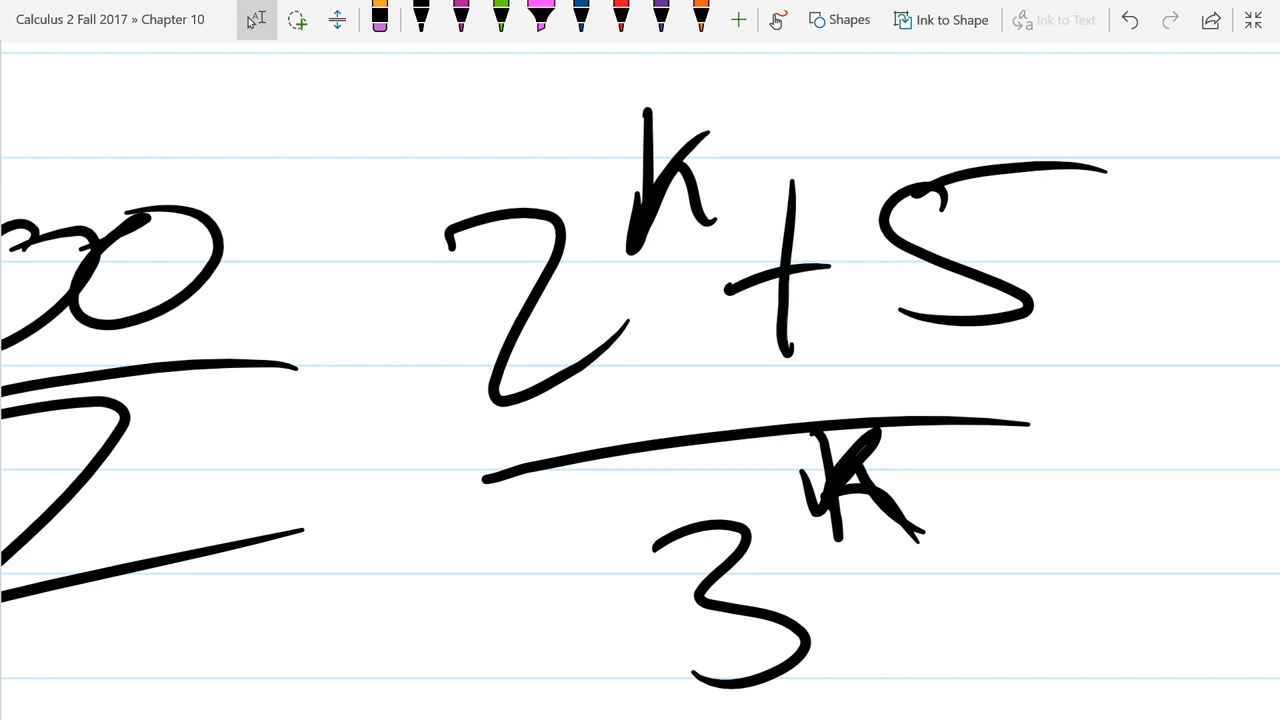 Calculus 2 Fall 2017 » Chapter 10
Shapes
Ink to Shape
Ink to Text
∞ 2^k + 5
3^k